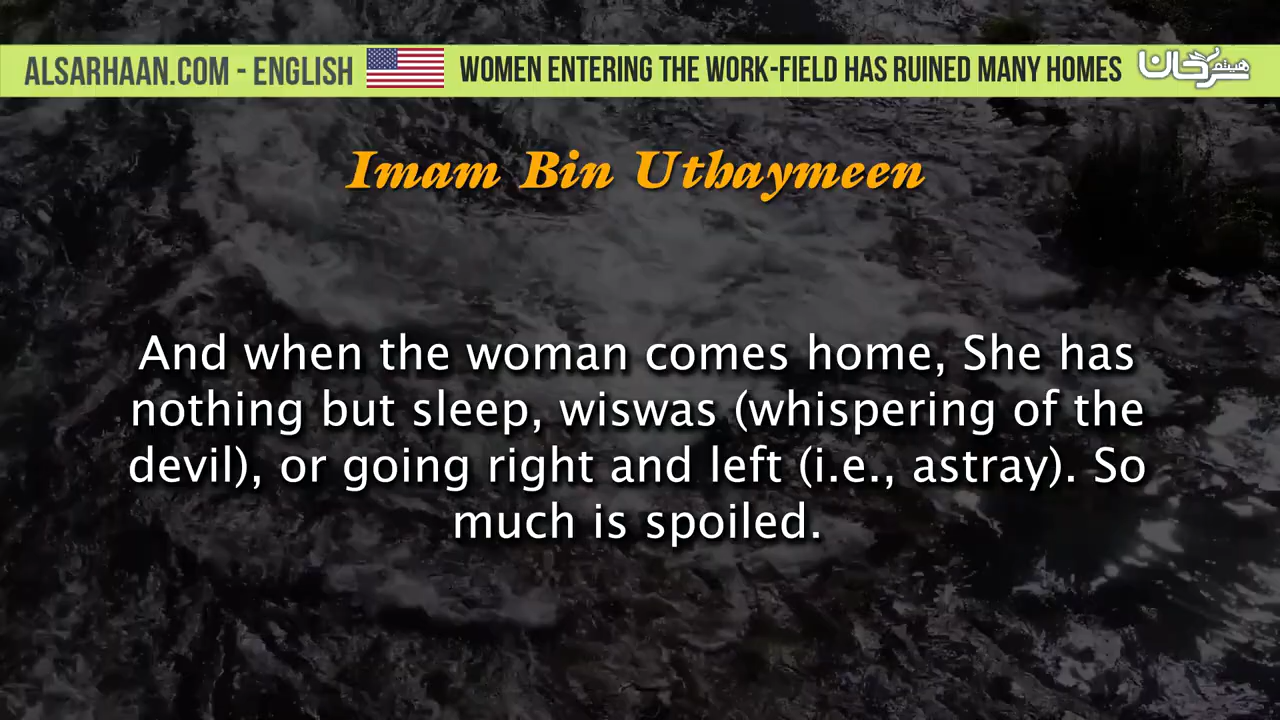 ALSARHAAN.COM - ENGLISH
WOMEN ENTERING THE WORK-FIELD HAS RUINED MANY HOMES
هيثم سرحان
Imam Bin Uthaymeen
And when the woman comes home, She has
nothing but sleep, wiswas (whispering of the
devil), or going right and left (i.e., astray). So
much is spoiled.